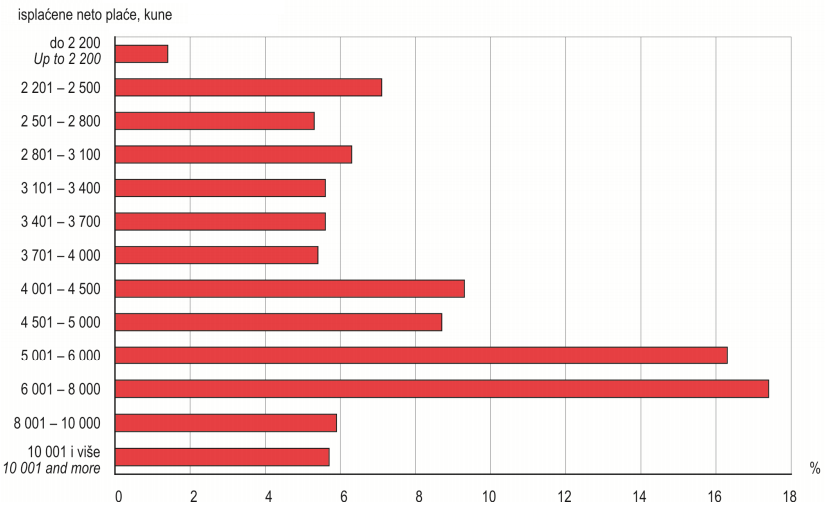 isplaćene neto plaće, kune
do 2 200
Up to 2 200
2 201 – 2 500
2 501 – 2 800
2 801 – 3 100
3 101 – 3 400
3 401 – 3 700
3 701 – 4 000
4 001 – 4 500
4 501 – 5 000
5 001 – 6 000
6 001 – 8 000
8 001 – 10 000
10 001 i više
10 001 and more
%
0 2 4 6 8 10 12 14 16 18